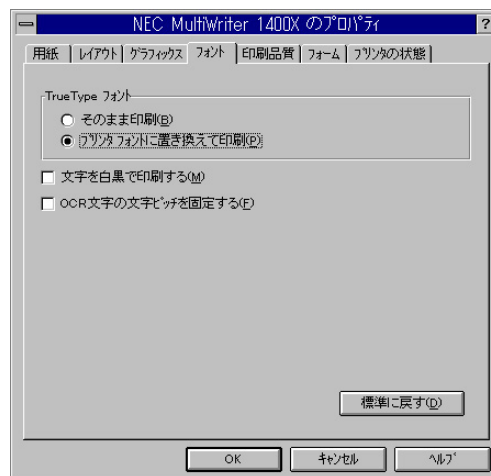 NEC MultiWriter 1400X のプロパティ ?
用紙 レイアウト グラフィックス フォント 印刷品質 フォーム プリンタの状態
TrueType フォント
そのまま印刷(B)
プリンタ フォントに置き換えて印刷(P)
文字を白黒で印刷する(M)
OCR文字の文字ピッチを固定する(F)
標準に戻す(D)
OK キャンセル ヘルプ